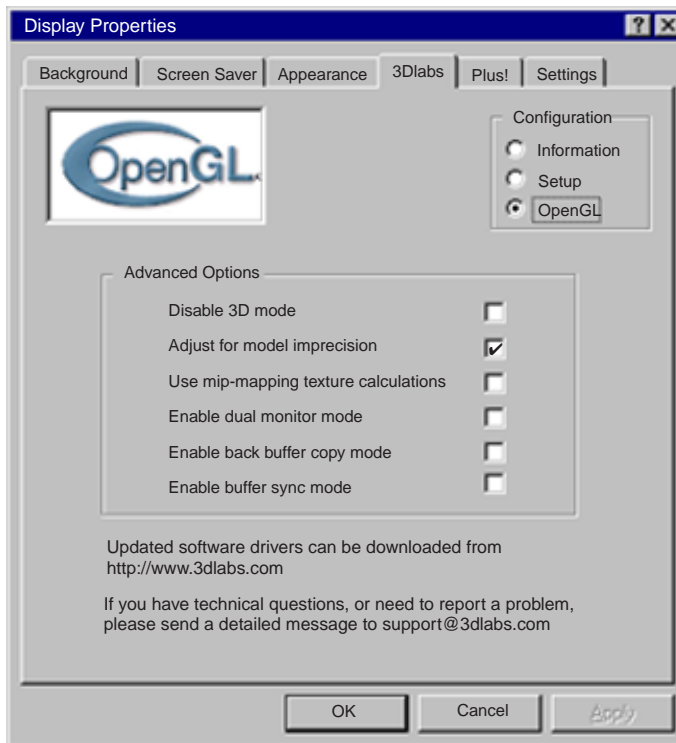 Display Properties
Background Screen Saver Appearance 3Dlabs Plus! Settings
OpenGL
Configuration
Information
Setup
OpenGL
Advanced Options
Disable 3D mode
Adjust for model imprecision
Use mip-mapping texture calculations
Enable dual monitor mode
Enable back buffer copy mode
Enable buffer sync mode
Updated software drivers can be downloaded from
http://www.3dlabs.com
If you have technical questions, or need to report a problem,
please send a detailed message to support@3dlabs.com
OK Cancel Apply